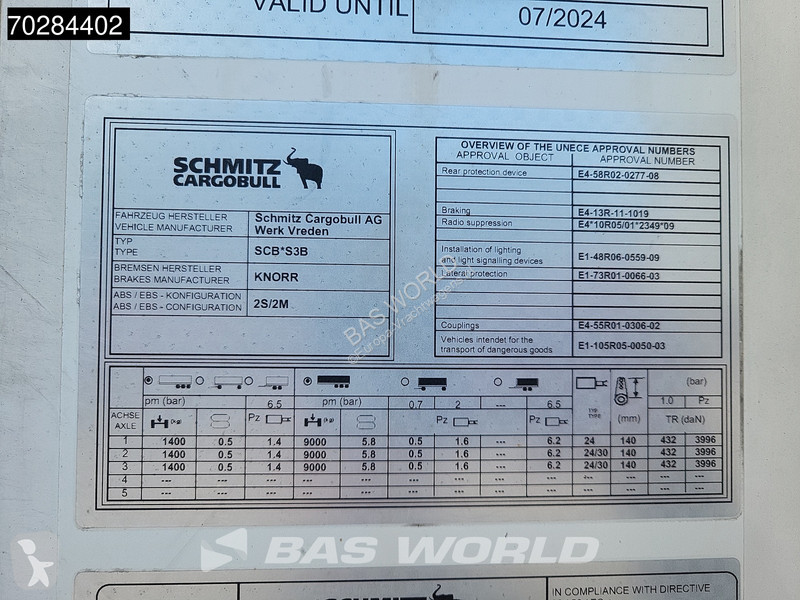 70284402
VALID UNTIL 07/2024
SCHMITZ
CARGOBULL
FAHRZEUG HERSTELLER
VEHICLE MANUFACTURER
Schmitz Cargobull AG
Werk Vreden
TYP
TYPE
SCB*S3B
BREMSEN HERSTELLER
BRAKES MANUFACTURER
KNORR
ABS / EBS - KONFIGURATION
ABS / EBS - CONFIGURATION
2S/2M
OVERVIEW OF THE UNECE APPROVAL NUMBERS
APPROVAL OBJECT APPROVAL NUMBER
Rear protection device E4-58R02-0277-08
Braking E4-13R-11-1019
Radio suppression E4*10R05/01*2349*09
Installation of lighting
and light signalling devices E1-48R06-0559-09
Lateral protection E1-73R01-0066-03
Couplings E4-55R01-0306-02
Vehicles intendet for the
transport of dangerous goods E1-105R05-0050-03
pm (bar) 6.5 pm (bar) 0.7 2 --- 6.5 TYP TYPE (mm) (bar)
1.0 Pz
ACHSE
AXLE
(kg) Pz (kg) Pz Pz TR (daN)
1 1400 0.5 1.4 9000 5.8 0.5 1.6 --- 6.2 24 140 432 3996
2 1400 0.5 1.4 9000 5.8 0.5 1.6 --- 6.2 24/30 140 432 3996
3 1400 0.5 1.4 9000 5.8 0.5 1.6 --- 6.2 24/30 140 432 3996
4 --- --- --- --- --- --- --- --- --- --- --- --- ---
5 --- --- --- --- --- --- --- --- --- --- --- --- ---
BAS WORLD
BAS WORLD
SCHMITZ
IN COMPLIANCE WITH DIRECTIVE